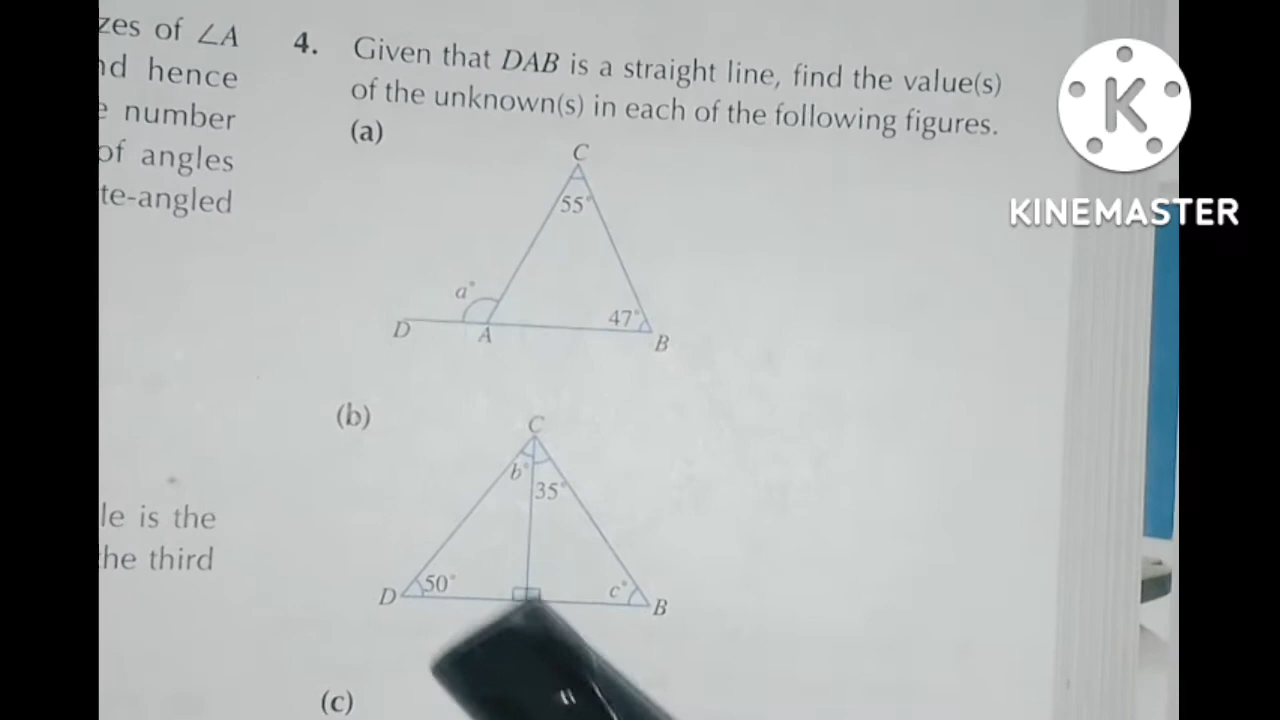 zes of ∠A
nd hence
e number
of angles
te-angled
le is the
he third
4. Given that DAB is a straight line, find the value(s)
of the unknown(s) in each of the following figures.
(a)
C
55°
a°
47°
D
A
B
(b)
C
b°
35°
50°
c°
D
B
(c)
K
KINEMASTER